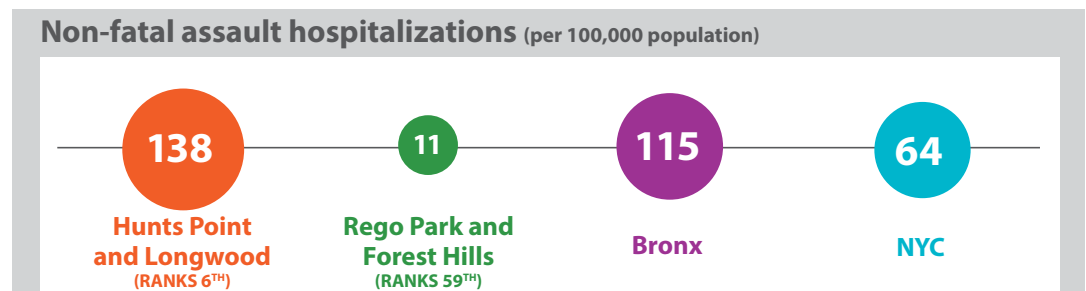 Non-fatal assault hospitalizations (per 100,000 population)
138
11
115
64
Hunts Point
and Longwood
(RANKS 6TH)
Rego Park and
Forest Hills
(RANKS 59TH)
Bronx
NYC